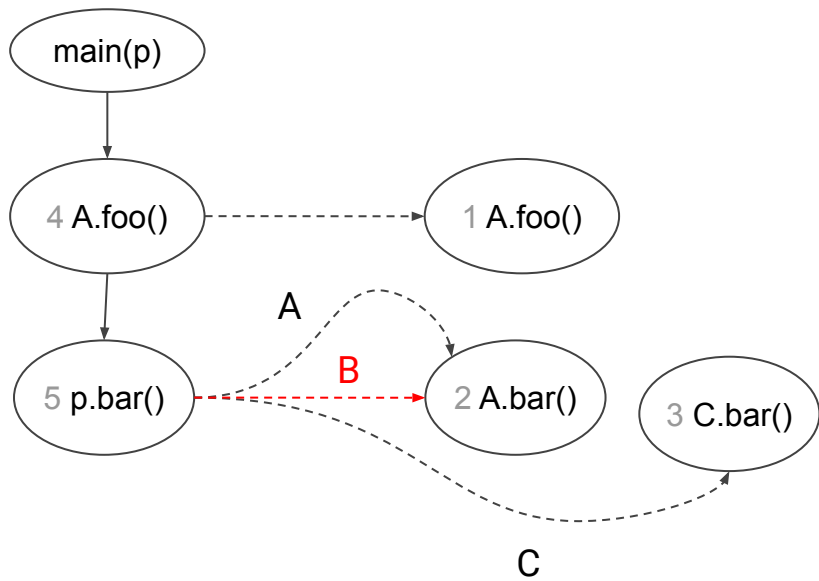 main(p)
4 A.foo()
1 A.foo()
A
B
5 p.bar()
2 A.bar()
3 C.bar()
C